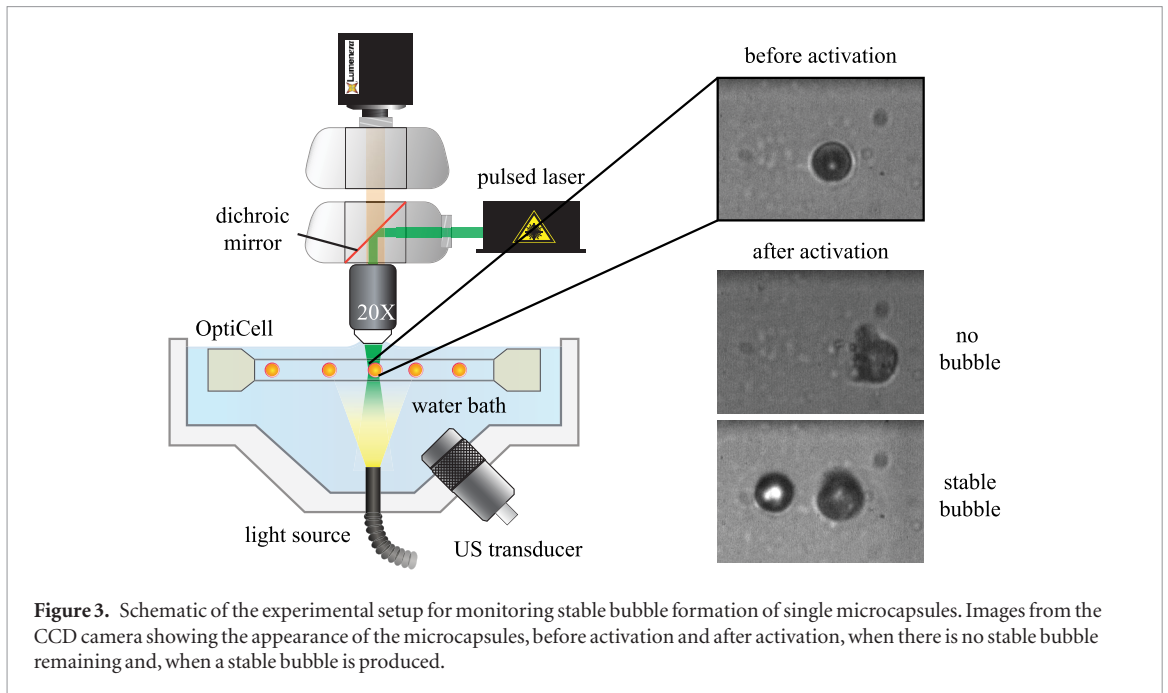 Lumenera
before activation
pulsed laser
dichroic
mirror
after activation
20X
OptiCell
no
bubble
water bath
stable
bubble
light source
US transducer
Figure 3. Schematic of the experimental setup for monitoring stable bubble formation of single microcapsules. Images from the
CCD camera showing the appearance of the microcapsules, before activation and after activation, when there is no stable bubble
remaining and, when a stable bubble is produced.